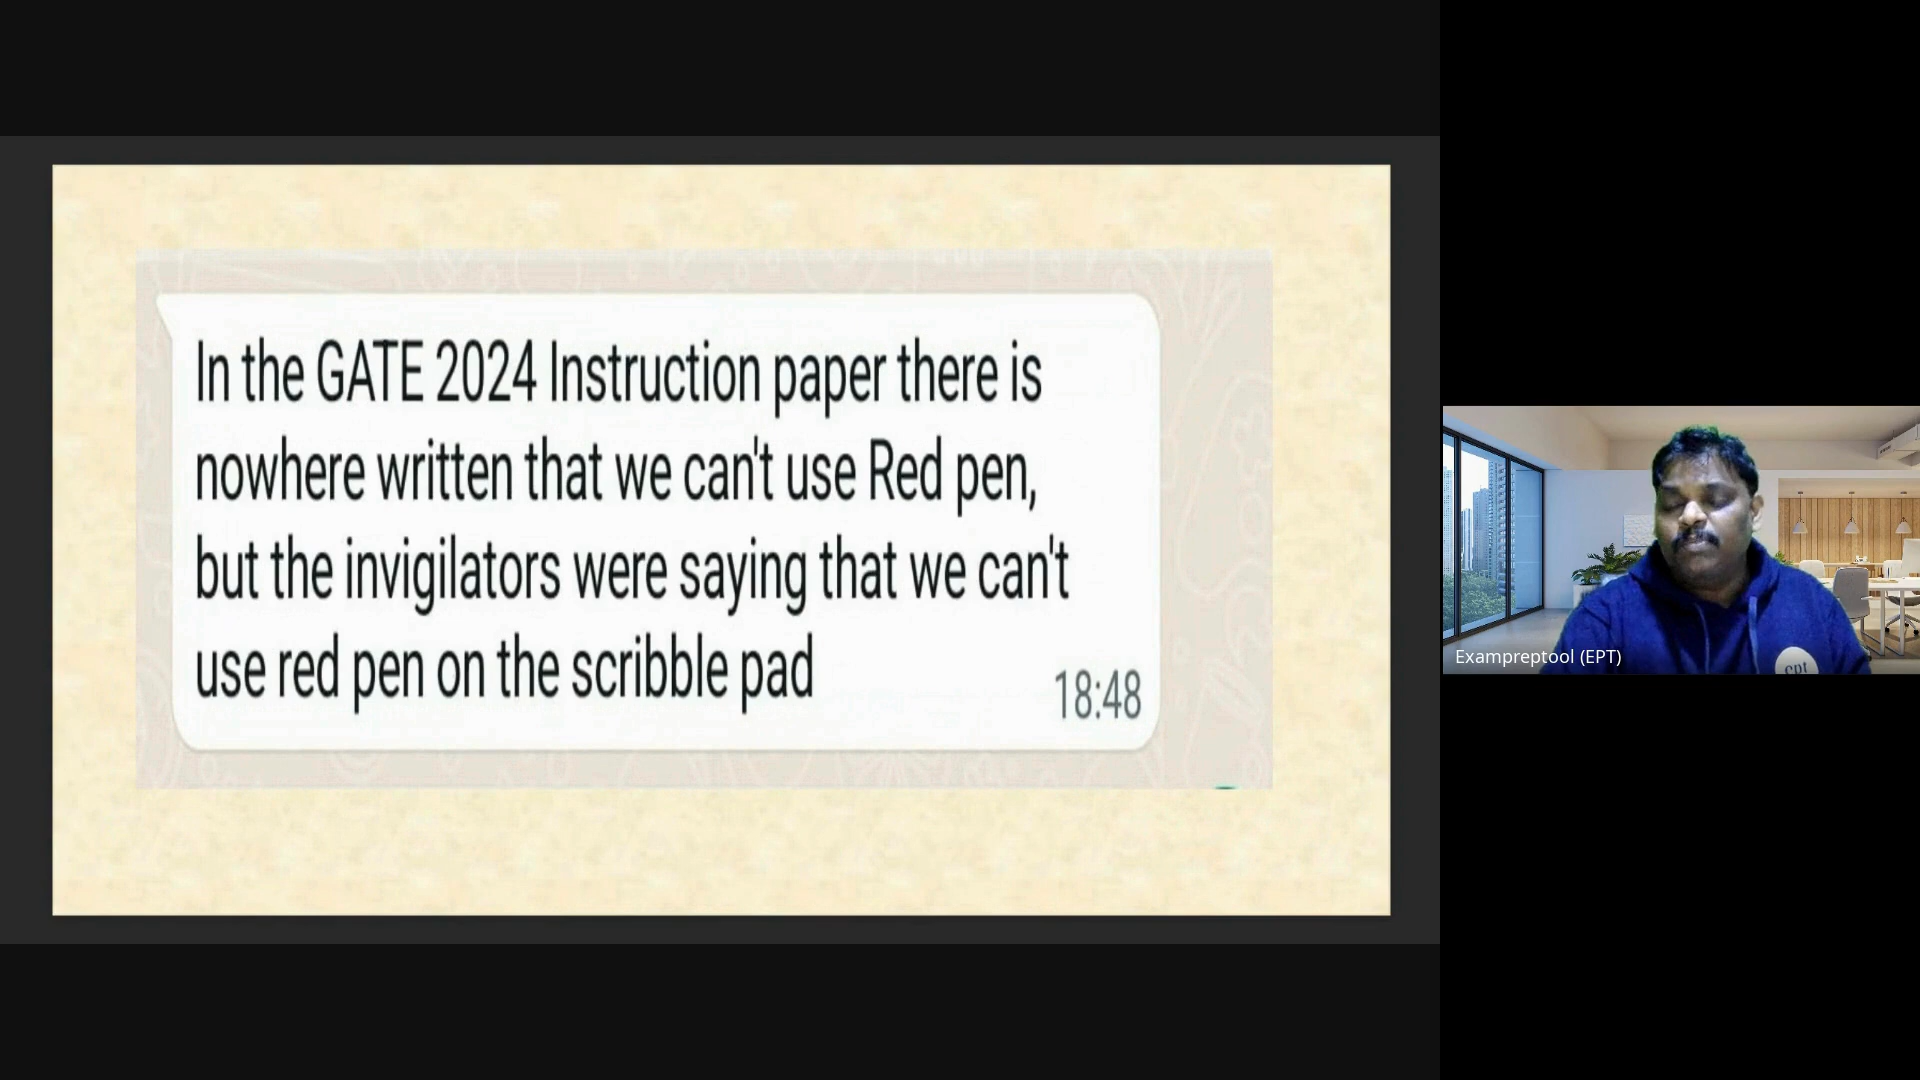 In the GATE 2024 Instruction paper there is
nowhere written that we can't use Red pen,
but the invigilators were saying that we can't
use red pen on the scribble pad
18:48
Exampreptool (EPT)
ept